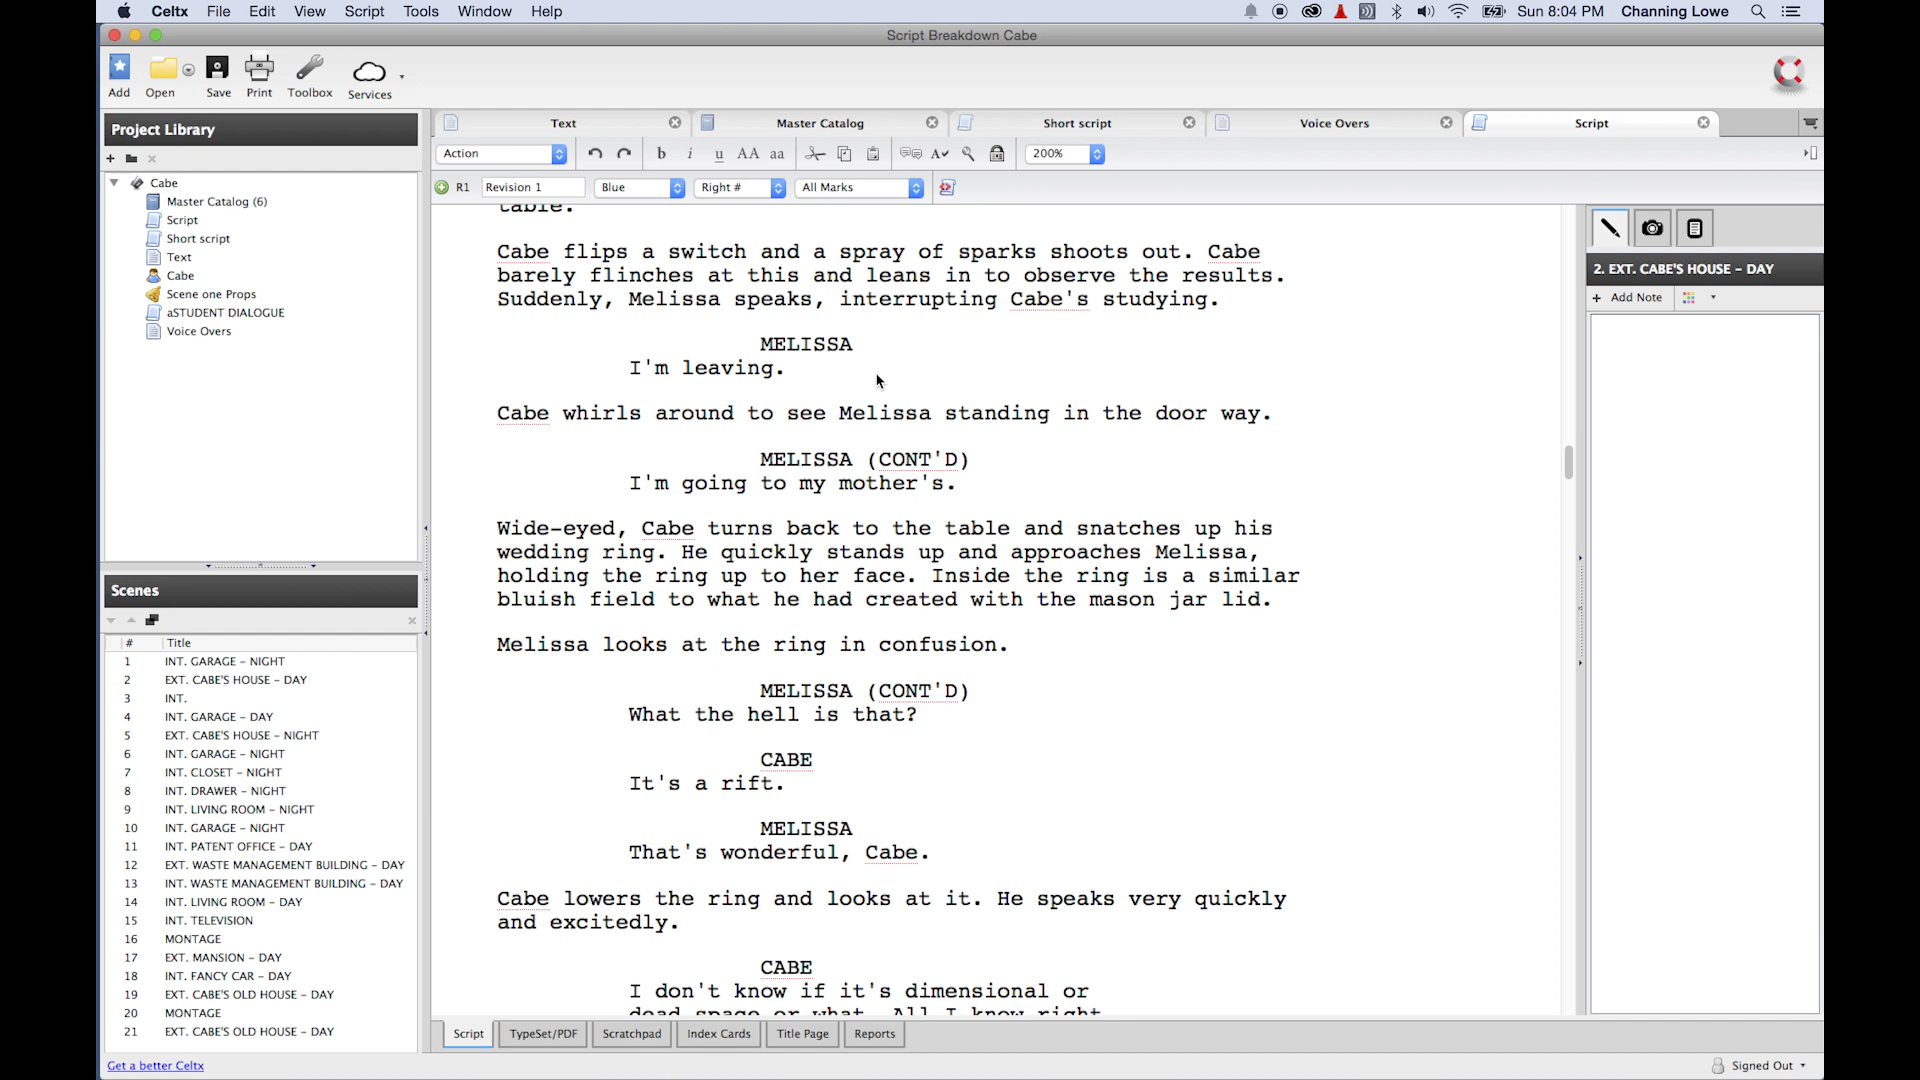 Celtx File Edit View Script Tools Window Help
Sun 8:04 PM Channing Lowe
Script Breakdown Cabe
Add Open Save Print Toolbox Services
Project Library
Cabe
Master Catalog (6)
Script
Short script
Text
Cabe
Scene one Props
aSTUDENT DIALOGUE
Voice Overs
Scenes
# Title
1 INT. GARAGE - NIGHT
2 EXT. CABE'S HOUSE - DAY
3 INT.
4 INT. GARAGE - DAY
5 EXT. CABE'S HOUSE - NIGHT
6 INT. GARAGE - NIGHT
7 INT. CLOSET - NIGHT
8 INT. DRAWER - NIGHT
9 INT. LIVING ROOM - NIGHT
10 INT. GARAGE - NIGHT
11 INT. PATENT OFFICE - DAY
12 EXT. WASTE MANAGEMENT BUILDING - DAY
13 INT. WASTE MANAGEMENT BUILDING - DAY
14 INT. LIVING ROOM - DAY
15 INT. TELEVISION
16 MONTAGE
17 EXT. MANSION - DAY
18 INT. FANCY CAR - DAY
19 EXT. CABE'S OLD HOUSE - DAY
20 MONTAGE
21 EXT. CABE'S OLD HOUSE - DAY
Get a better Celtx
Text Master Catalog Short script Voice Overs Script
Action b i u AA aa 200%
R1 Revision 1 Blue Right # All Marks
table.
Cabe flips a switch and a spray of sparks shoots out. Cabe
barely flinches at this and leans in to observe the results.
Suddenly, Melissa speaks, interrupting Cabe's studying.
MELISSA
I'm leaving.
Cabe whirls around to see Melissa standing in the door way.
MELISSA (CONT'D)
I'm going to my mother's.
Wide-eyed, Cabe turns back to the table and snatches up his
wedding ring. He quickly stands up and approaches Melissa,
holding the ring up to her face. Inside the ring is a similar
bluish field to what he had created with the mason jar lid.
Melissa looks at the ring in confusion.
MELISSA (CONT'D)
What the hell is that?
CABE
It's a rift.
MELISSA
That's wonderful, Cabe.
Cabe lowers the ring and looks at it. He speaks very quickly
and excitedly.
CABE
I don't know if it's dimensional or
dead space or what. All I know right
Script TypeSet/PDF Scratchpad Index Cards Title Page Reports
2. EXT. CABE'S HOUSE - DAY
+ Add Note
Signed Out